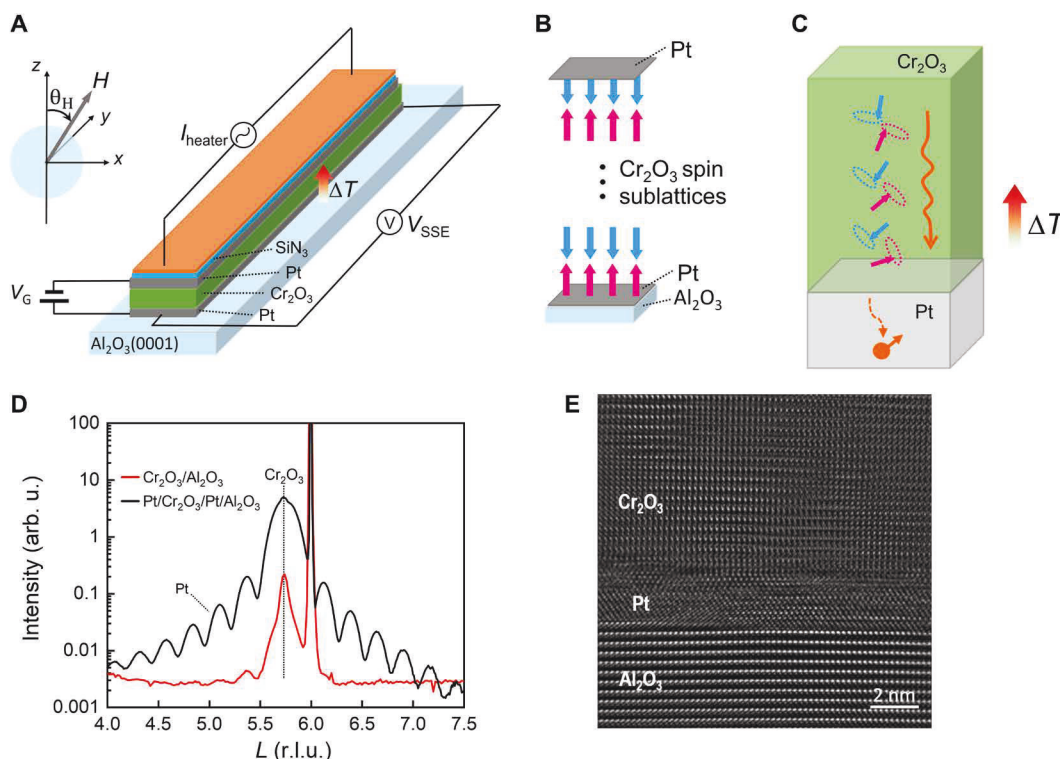 A
z
H
θH
y
x
Iheater
ΔT
V
VSSE
SiN3
Pt
Cr2O3
Pt
VG
Al2O3(0001)
B
Pt
Cr2O3 spin
sublattices
Pt
Al2O3
C
Cr2O3
ΔT
Pt
D
100
10
1
0.1
0.01
0.001
Intensity (arb. u.)
Cr2O3/Al2O3
Pt/Cr2O3/Pt/Al2O3
Cr2O3
Pt
4.0 4.5 5.0 5.5 6.0 6.5 7.0 7.5
L (r.l.u.)
E
Cr2O3
Pt
Al2O3
2 nm